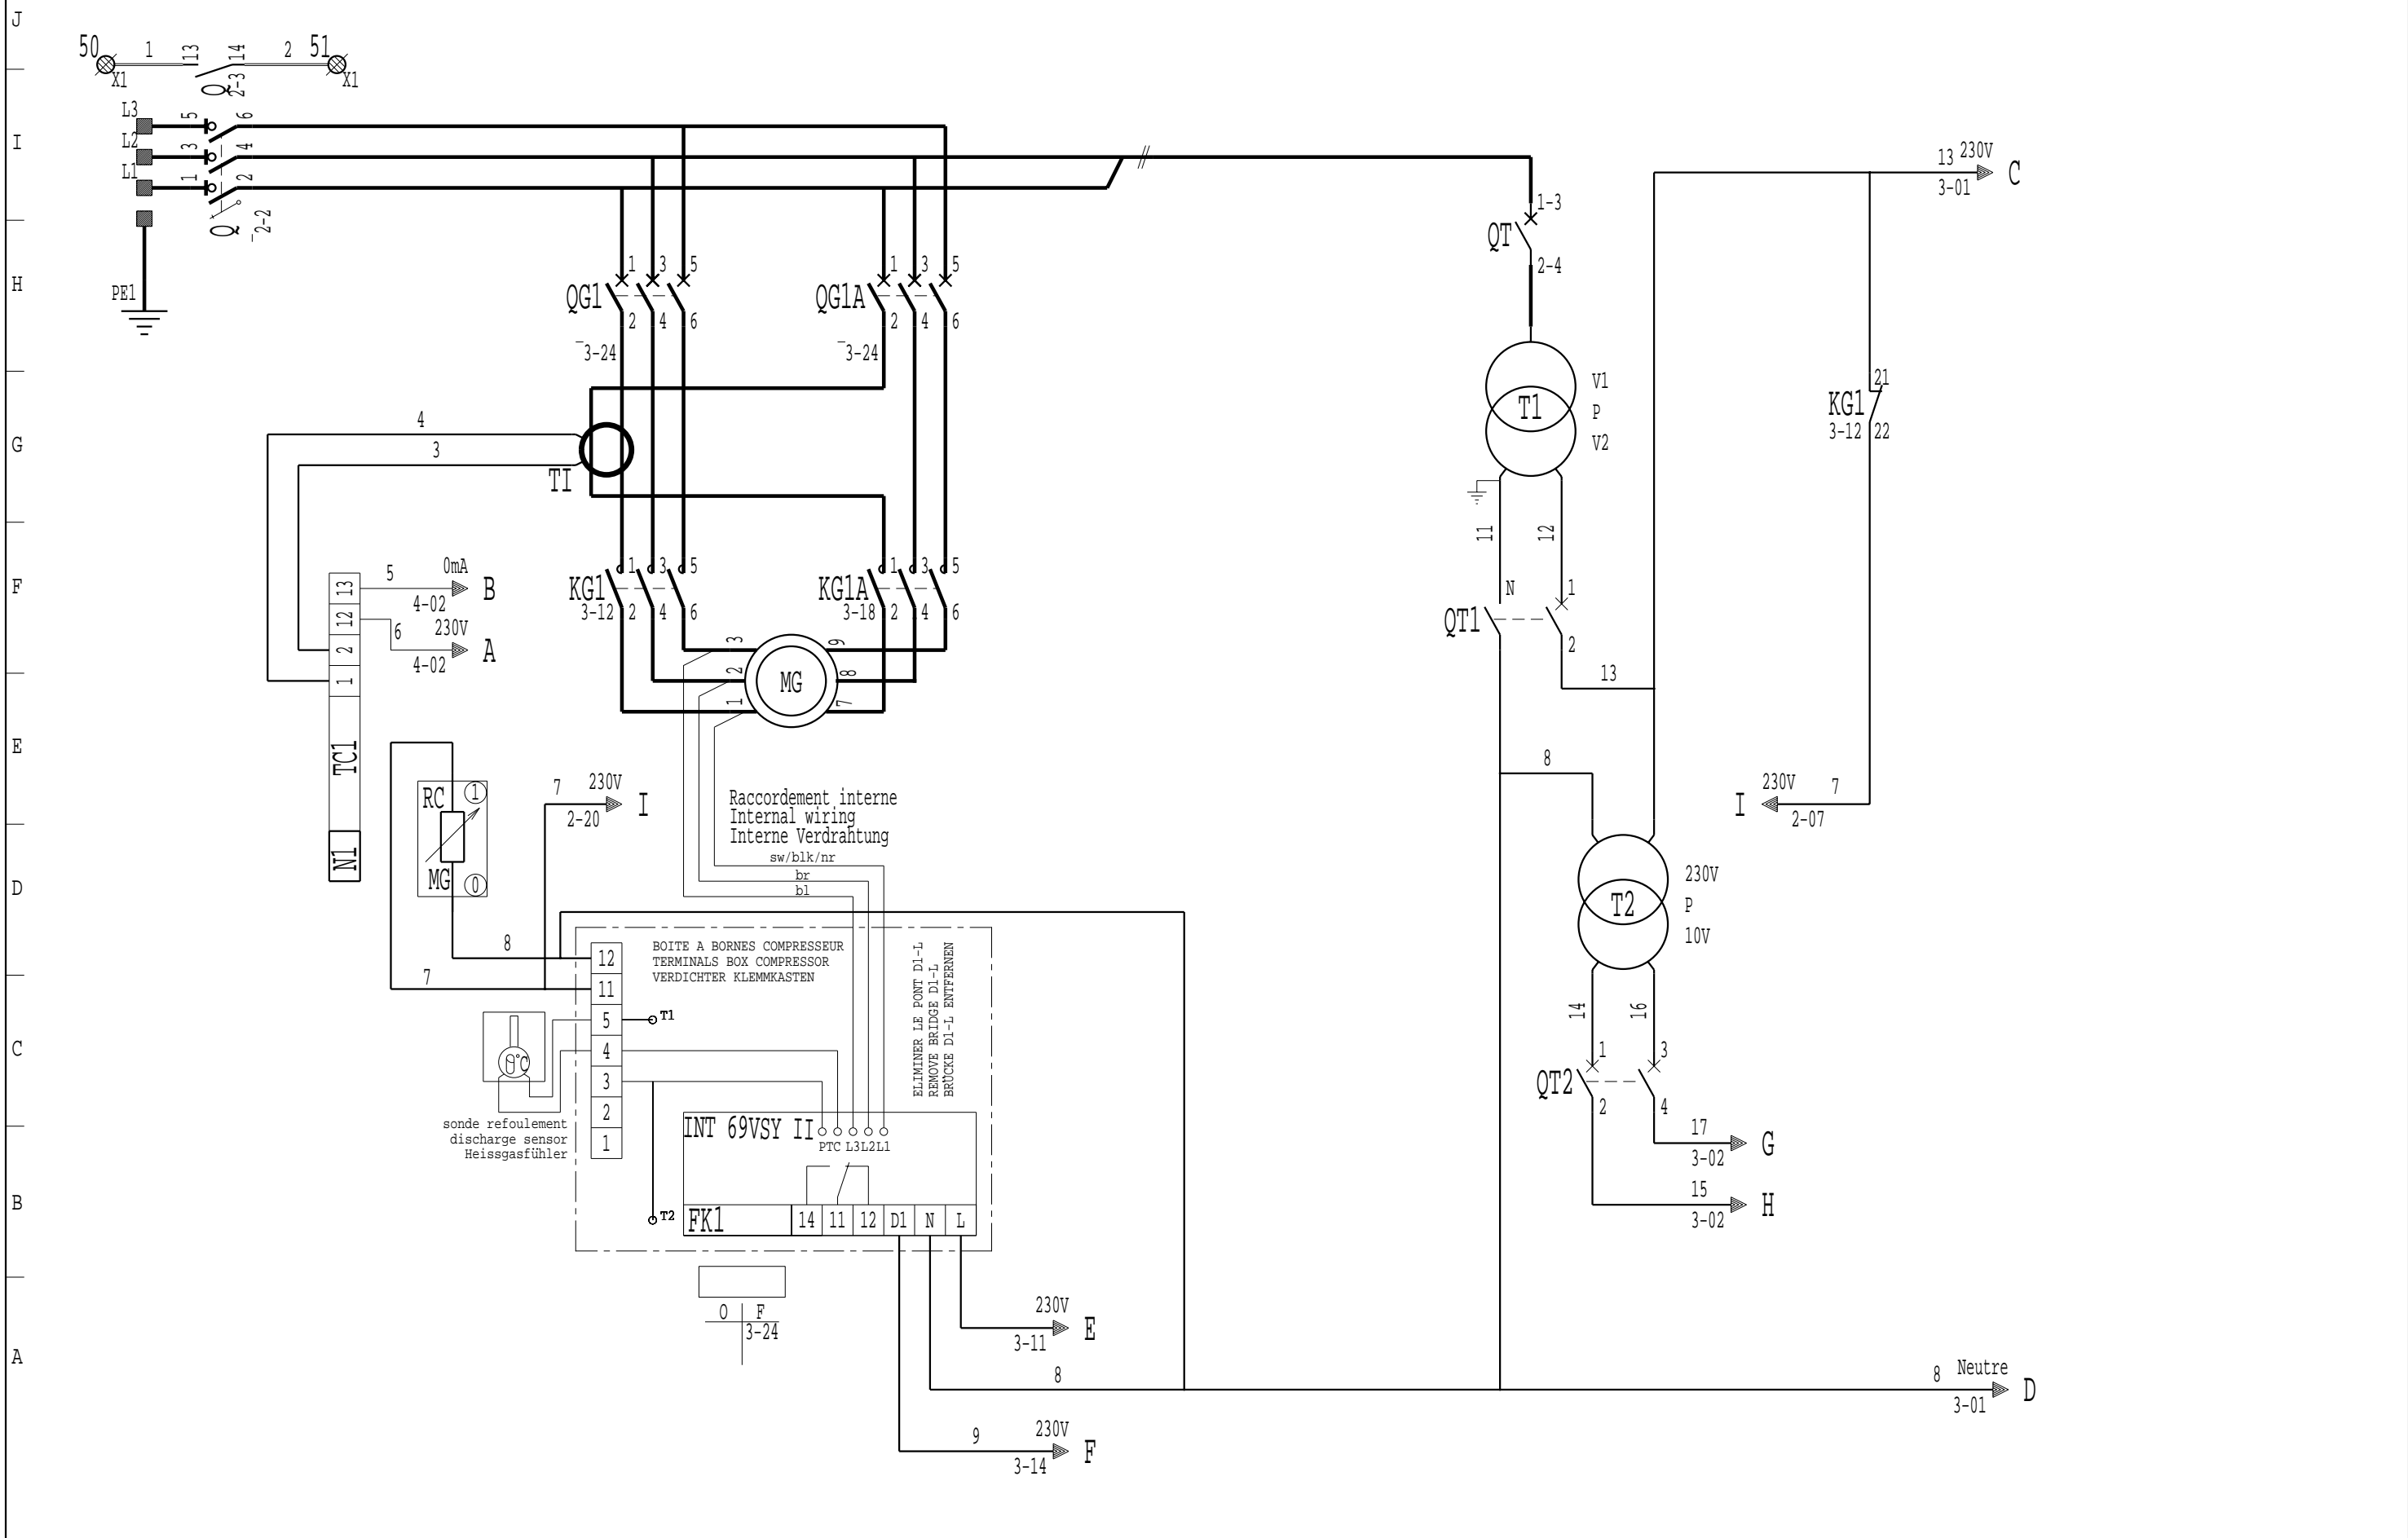 J
50 1 13 14 2 51
X1 Q 2-3 X1
L3 5 6
L2 3 4
L1 1 2
I
Q 2-2
PE1
13 230V
3-01 C
H
1 3 5
QG1
2 4 6
3-24
1 3 5
QG1A
2 4 6
3-24
1-3
QT
2-4
V1
T1 P
V2
21
KG1
3-12 22
G
4
3
TI
11 12
F
13 5 0mA B
4-02
12 6 230V A
4-02
2
1
TC1
N1
1 3 5
KG1
3-12 2 4 6
1 3 5
KG1A
3-18 2 4 6
3 9
2 MG 8
1 7
N 1
QT1
2
13
E
8
RC 1
MG 0
7 230V I
2-20
Raccordement interne
Internal wiring
Interne Verdrahtung
sw/blk/nr
br
bl
230V 7
I 2-07
D
230V
T2 P
10V
8
7
12
11
5 T1
4
3
2
1
BOITE A BORNES COMPRESSEUR
TERMINALS BOX COMPRESSOR
VERDICHTER KLEMMKASTEN
ELIMINER LE PONT D1-L
REMOVE BRIDGE D1-L
BRÜCKE D1-L ENTFERNEN
14 16
C
θ°C
sonde refoulement
discharge sensor
Heissgasfühler
1 3
QT2
2 4
INT 69VSY II
PTC L3L2L1
17
3-02 G
B
T2
FK1 14 11 12 D1 N L
15
3-02 H
O F
3-24
230V
3-11 E
A
8
8 Neutre
3-01 D
9 230V
3-14 F